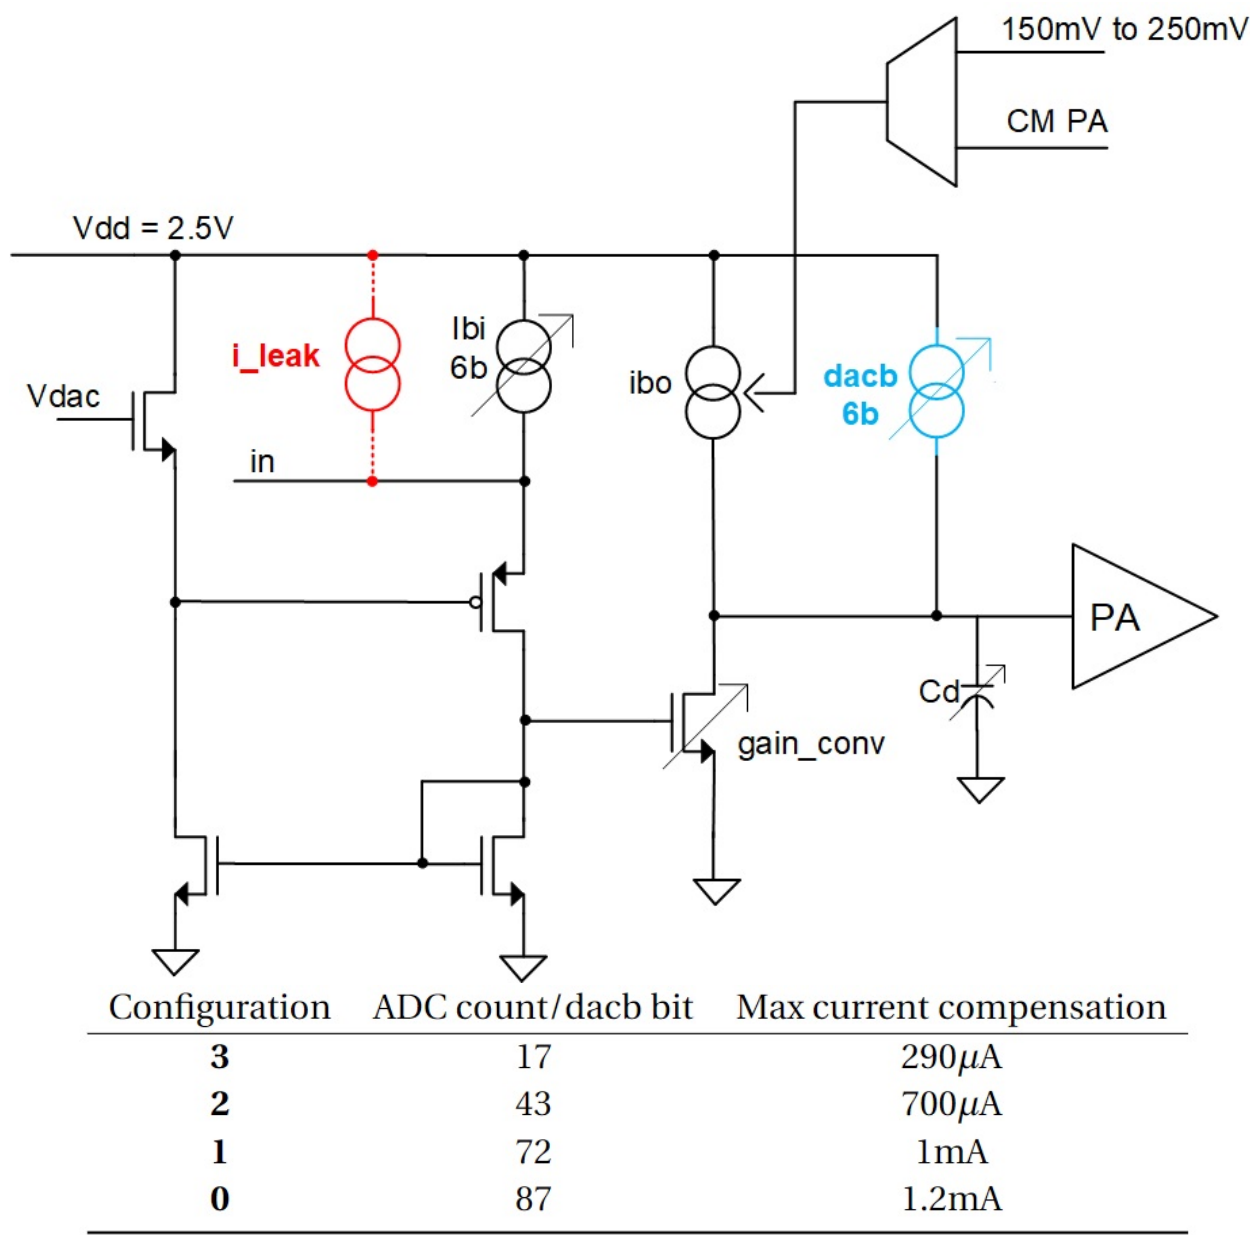 150mV to 250mV
CM PA
Vdd = 2.5V
i_leak
Ibi
6b
ibo
dacb
6b
Vdac
in
PA
Cd
gain_conv
Configuration ADC count/dacb bit Max current compensation
3 17 290μA
2 43 700μA
1 72 1mA
0 87 1.2mA